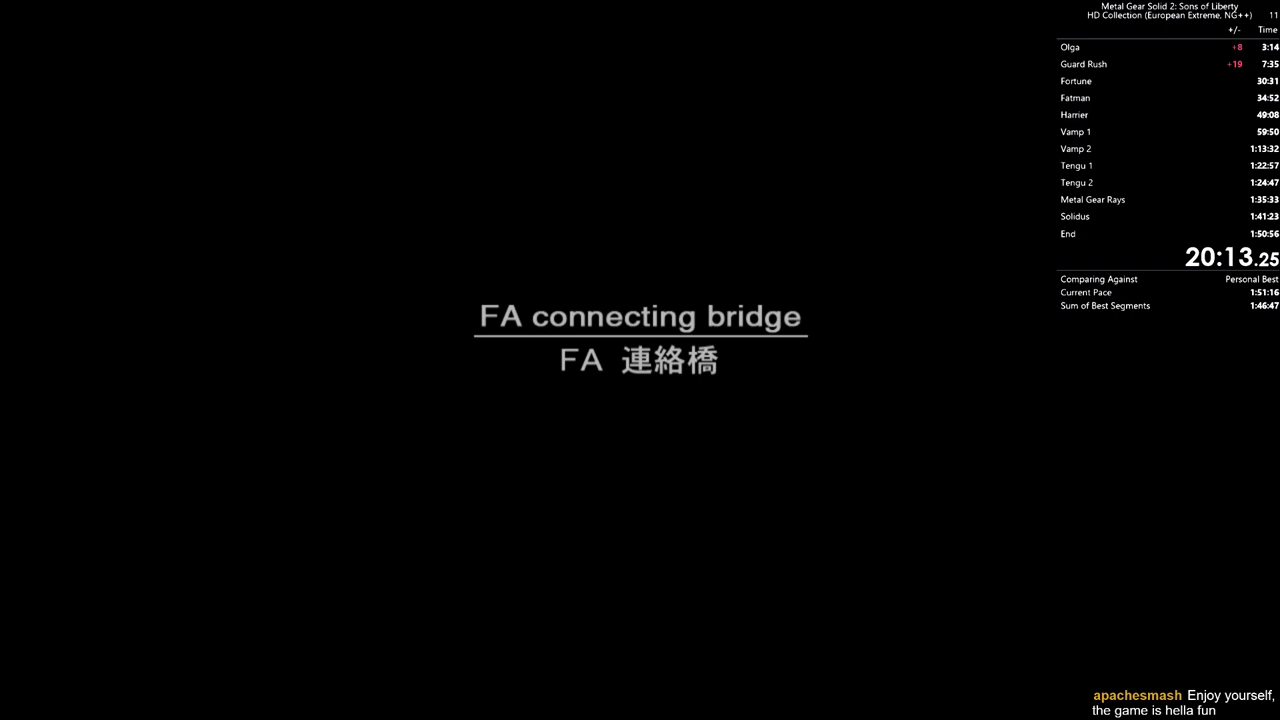 Metal Gear Solid 2: Sons of Liberty
HD Collection (European Extreme, NG++) 11
+/- Time
Olga +8 3:14
Guard Rush +19 7:35
Fortune 30:31
Fatman 34:52
Harrier 49:08
Vamp 1 59:50
Vamp 2 1:13:32
Tengu 1 1:22:57
Tengu 2 1:24:47
Metal Gear Rays 1:35:33
Solidus 1:41:23
End 1:50:56
20:13.25
Comparing Against Personal Best
Current Pace 1:51:16
Sum of Best Segments 1:46:47
FA connecting bridge
FA 連絡橋
apachesmash Enjoy yourself,
the game is hella fun